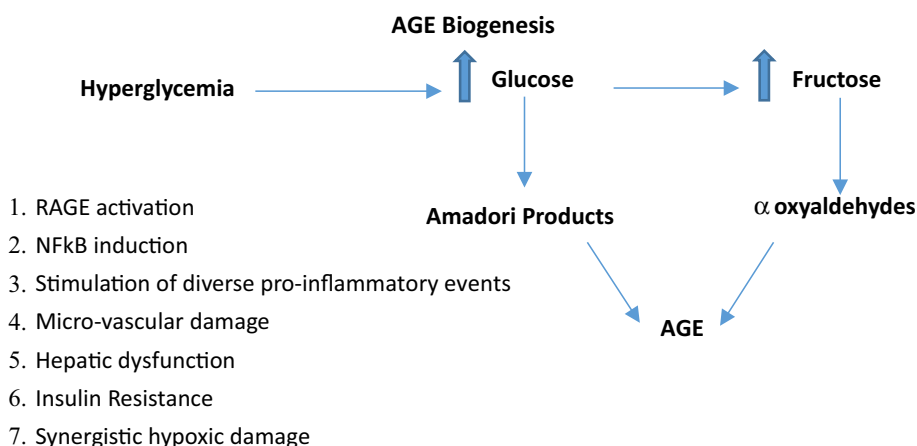 AGE Biogenesis
Hyperglycemia
Glucose
Fructose
Amadori Products
α oxyaldehydes
AGE
1. RAGE activation
2. NFkB induction
3. Stimulation of diverse pro-inflammatory events
4. Micro-vascular damage
5. Hepatic dysfunction
6. Insulin Resistance
7. Synergistic hypoxic damage